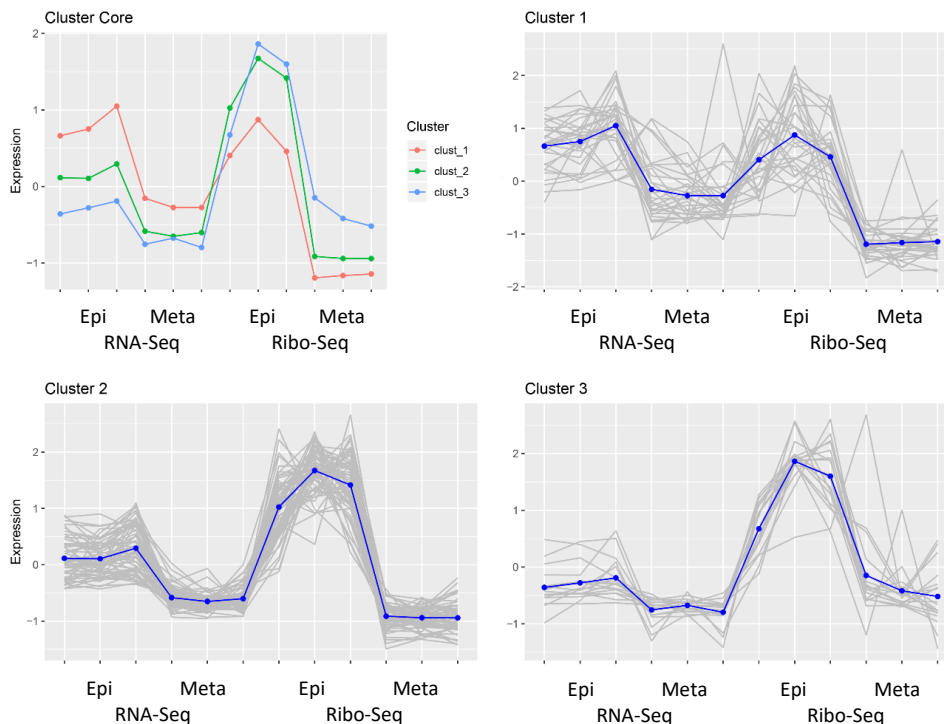 Cluster Core
2
1
0
−1
Expression
Cluster
clust_1
clust_2
clust_3
Epi Meta Epi Meta
RNA-Seq Ribo-Seq
Cluster 1
2
1
0
−1
−2
Epi Meta Epi Meta
RNA-Seq Ribo-Seq
Cluster 2
2
1
0
−1
Expression
Epi Meta Epi Meta
RNA-Seq Ribo-Seq
Cluster 3
2
1
0
−1
Epi Meta Epi Meta
RNA-Seq Ribo-Seq